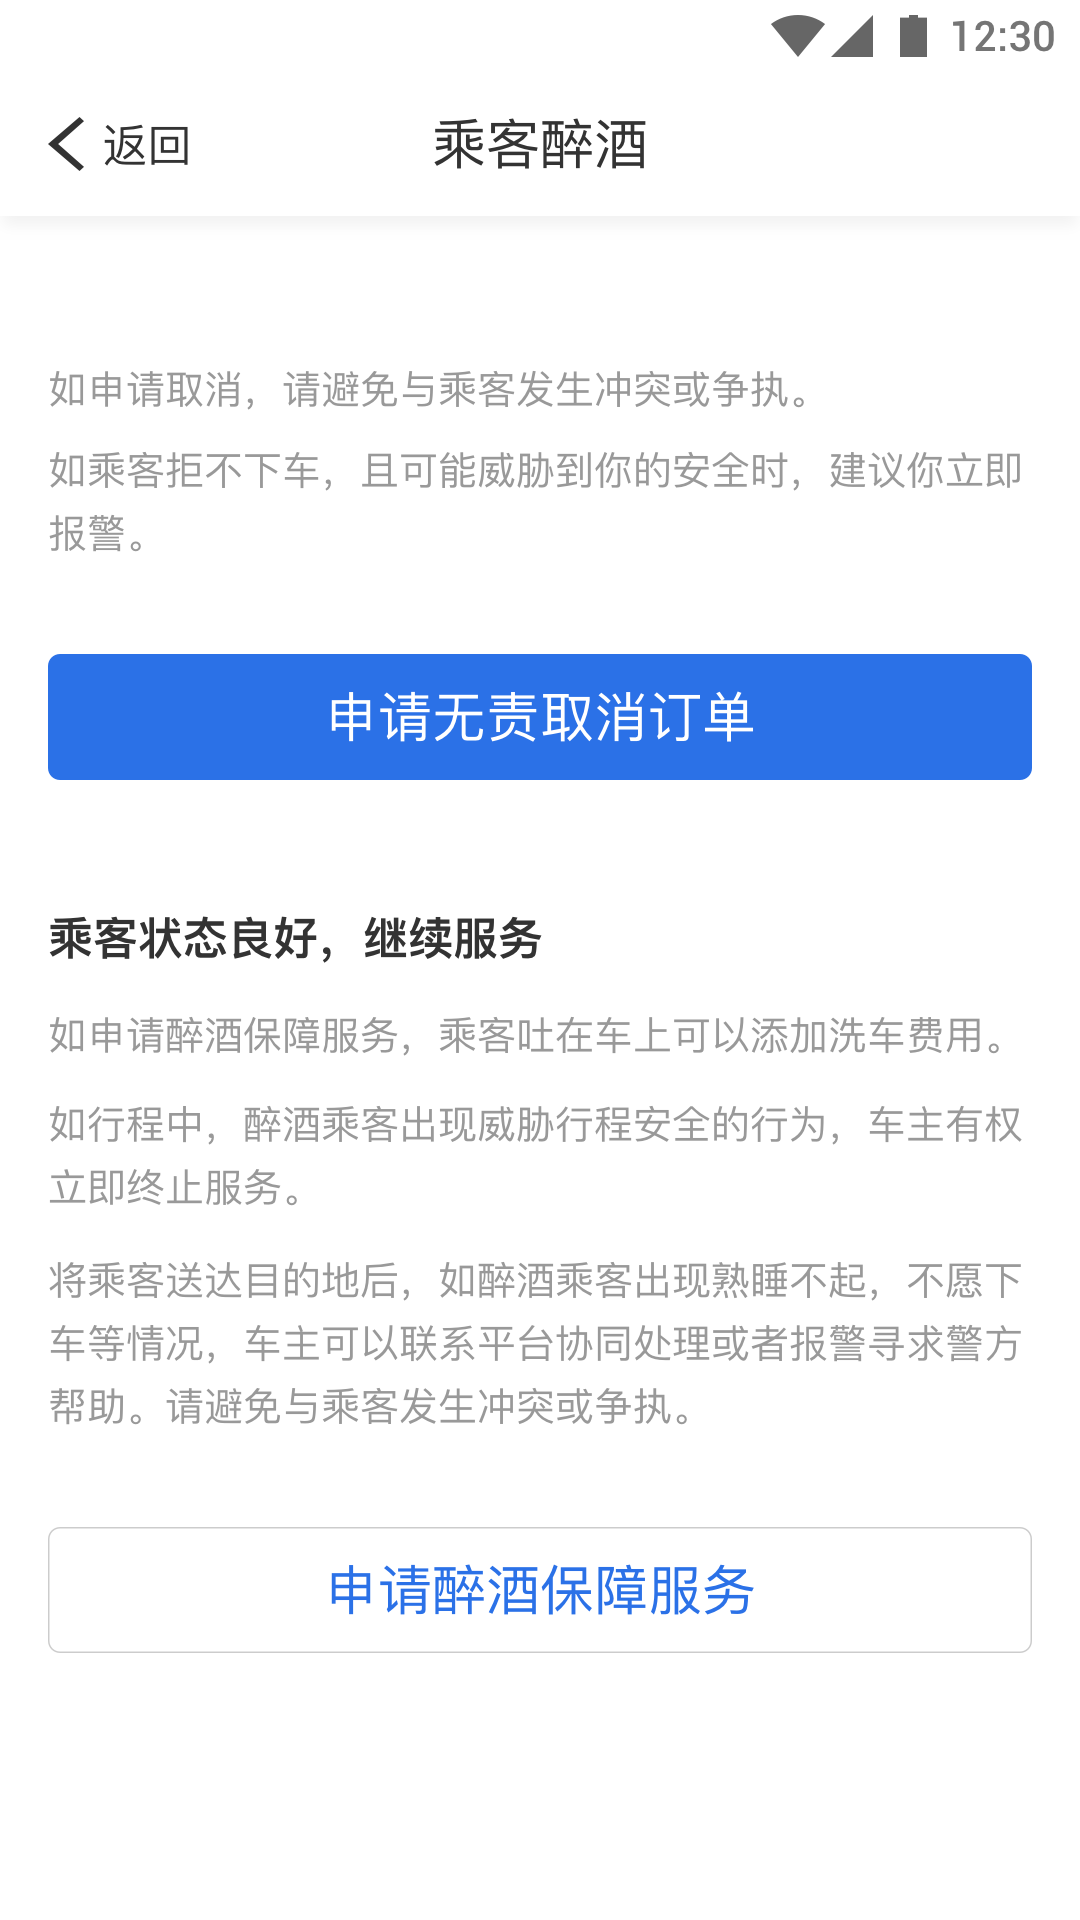 12:30
返回
乘客醉酒
如申请取消，请避免与乘客发生冲突或争执。
如乘客拒不下车，且可能威胁到你的安全时，建议你立即
报警。
申请无责取消订单
乘客状态良好，继续服务
如申请醉酒保障服务，乘客吐在车上可以添加洗车费用。
如行程中，醉酒乘客出现威胁行程安全的行为，车主有权
立即终止服务。
将乘客送达目的地后，如醉酒乘客出现熟睡不起，不愿下
车等情况，车主可以联系平台协同处理或者报警寻求警方
帮助。请避免与乘客发生冲突或争执。
申请醉酒保障服务